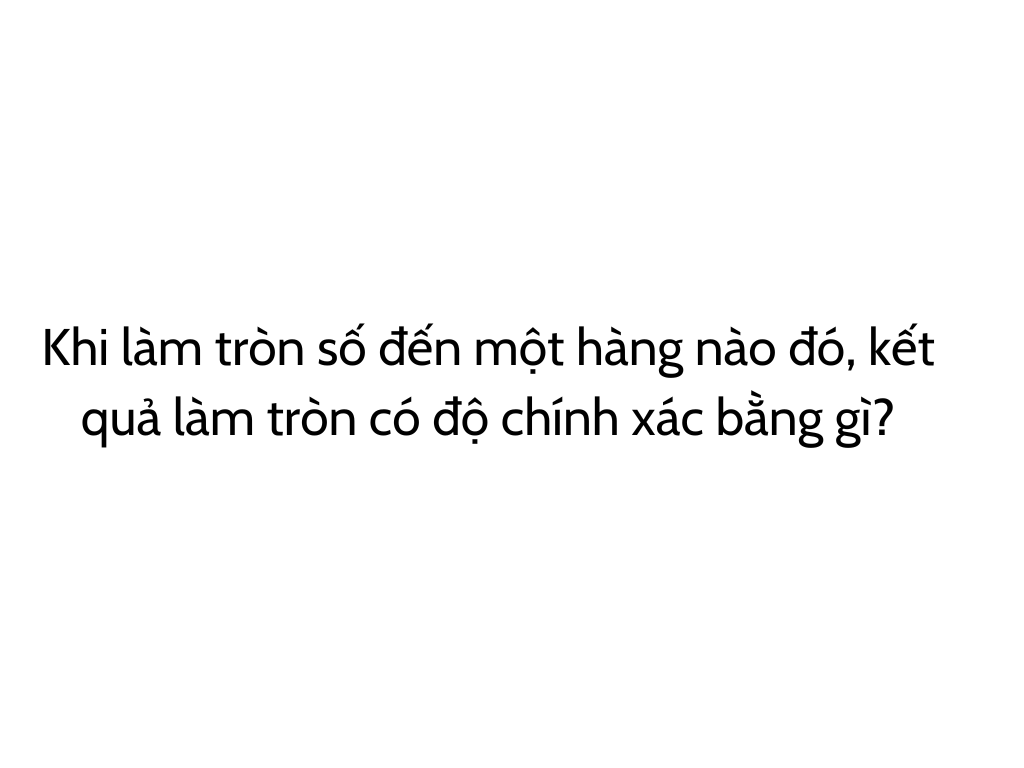 Khi làm tròn số đến một hàng nào đó, kết
quả làm tròn có độ chính xác bằng gì?